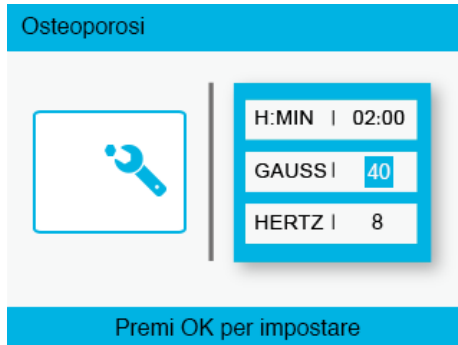 Osteoporosi
H:MIN | 02:00
GAUSS | 40
HERTZ | 8
Premi OK per impostare